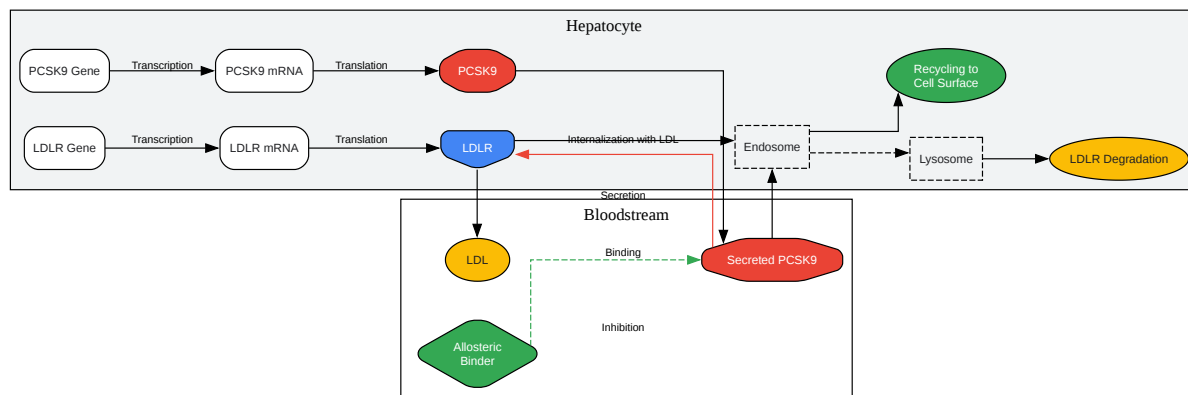 Hepatocyte
PCSK9 Gene
Transcription
PCSK9 mRNA
Translation
PCSK9
Recycling to
Cell Surface
LDLR Gene
Transcription
LDLR mRNA
Translation
LDLR
Internalization with LDL
Endosome
Lysosome
LDLR Degradation
Secretion
Bloodstream
LDL
Binding
Secreted PCSK9
Inhibition
Allosteric
Binder